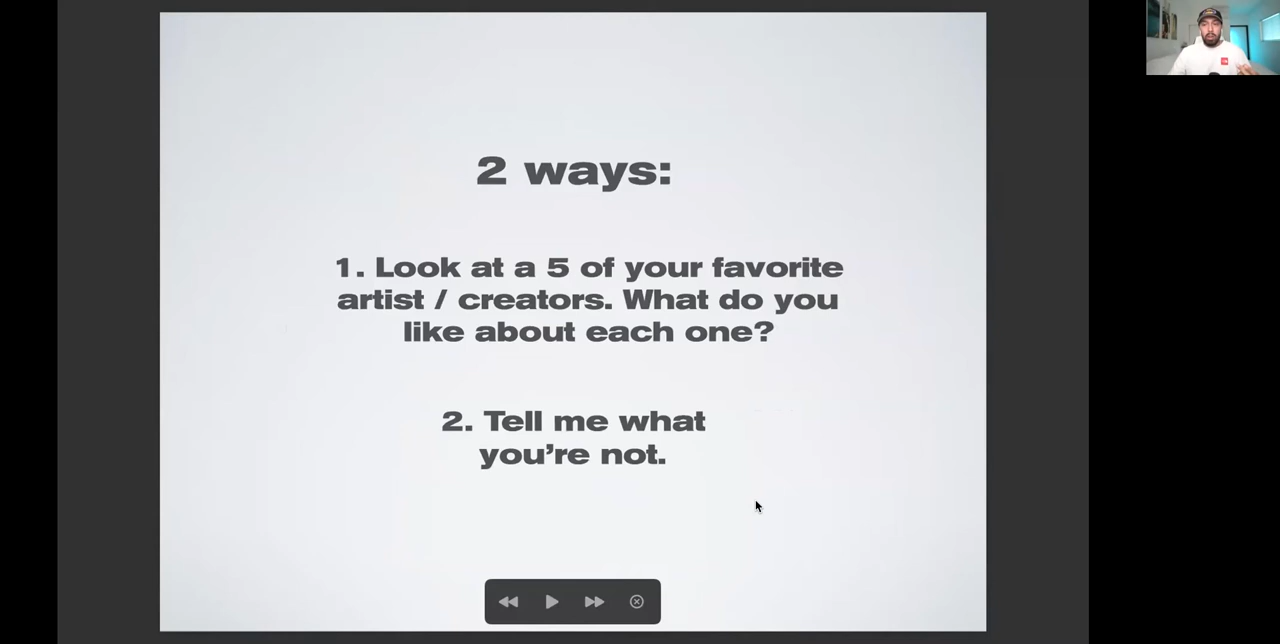 2 ways:
1. Look at a 5 of your favorite
artist / creators. What do you
like about each one?
2. Tell me what
you're not.